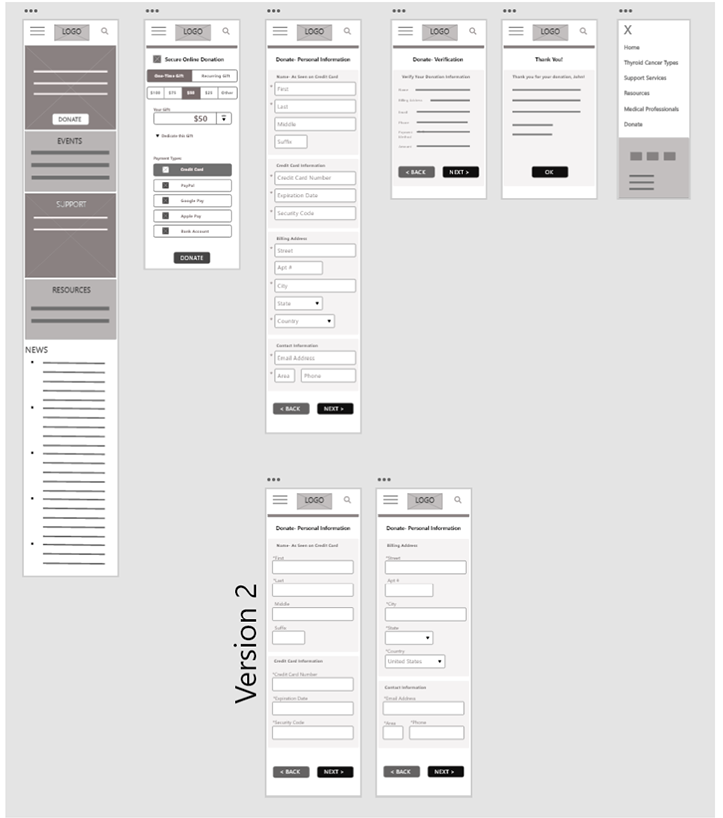 LOGO
DONATE
EVENTS
SUPPORT
RESOURCES
NEWS
LOGO
Secure Online Donation
One-Time Gift
Recurring Gift
$100
$75
$50
$25
Other
Your Gift:
$50
Dedicate this Gift
Payment Types:
Credit Card
PayPal
Google Pay
Apple Pay
Bank Account
DONATE
LOGO
Donate- Personal Information
Name- As Seen on Credit Card
* First
* Last
Middle
Suffix
Credit Card Information
* Credit Card Number
* Expiration Date
* Security Code
Billing Address
* Street
Apt #
* City
* State
* Country
Contact Information
* Email Address
* Area
Phone
< BACK
NEXT >
LOGO
Donate- Verification
Verify Your Donation Information
Name
Billing Address
Email
Phone
Payment
Amount
< BACK
NEXT >
LOGO
Thank You!
Thank you for your donation, John!
OK
X
Home
Thyroid Cancer Types
Support Services
Resources
Medical Professionals
Donate
Version 2
LOGO
Donate- Personal Information
Name- As Seen on Credit Card
*First
*Last
Middle
Suffix
Credit Card Information
*Credit Card Number
*Expiration Date
*Security Code
< BACK
NEXT >
LOGO
Donate- Personal Information
Billing Address
*Street
Apt #
*City
*State
*Country
United States
Contact Information
*Email Address
*Area
*Phone
< BACK
NEXT >